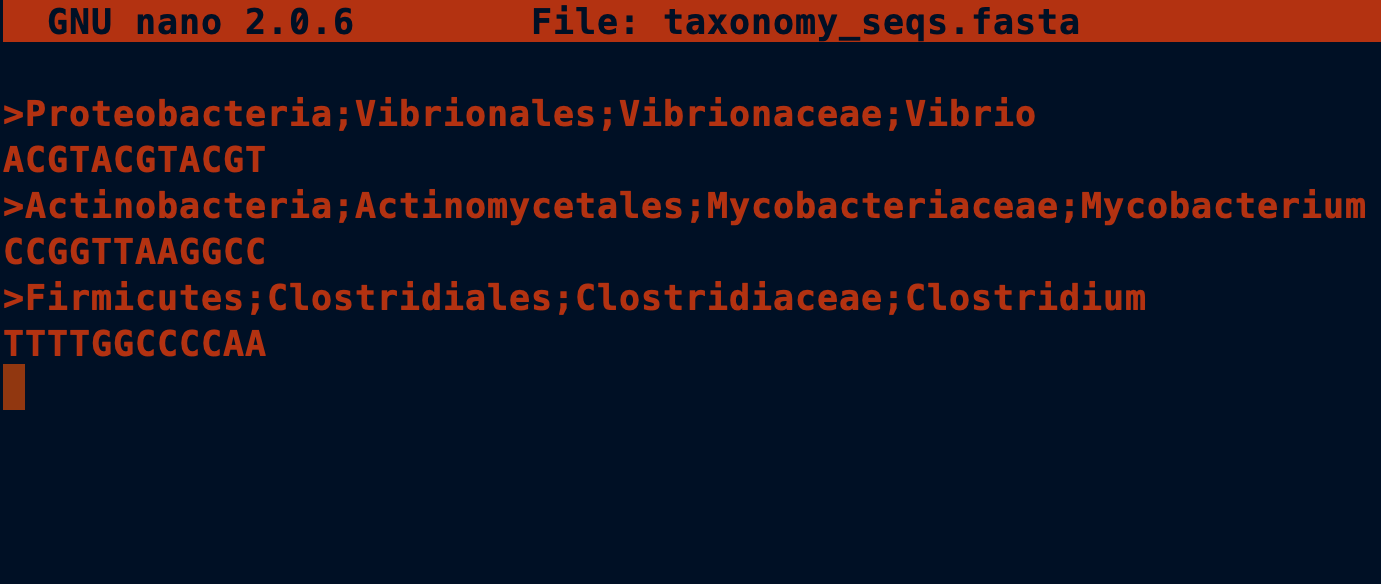 GNU nano 2.0.6 File: taxonomy_seqs.fasta
>Proteobacteria;Vibrionales;Vibrionaceae;Vibrio
ACGTACGTACGT
>Actinobacteria;Actinomycetales;Mycobacteriaceae;Mycobacterium
CCGGTTAAGGCC
>Firmicutes;Clostridiales;Clostridiaceae;Clostridium
TTTTGGCCCCAA